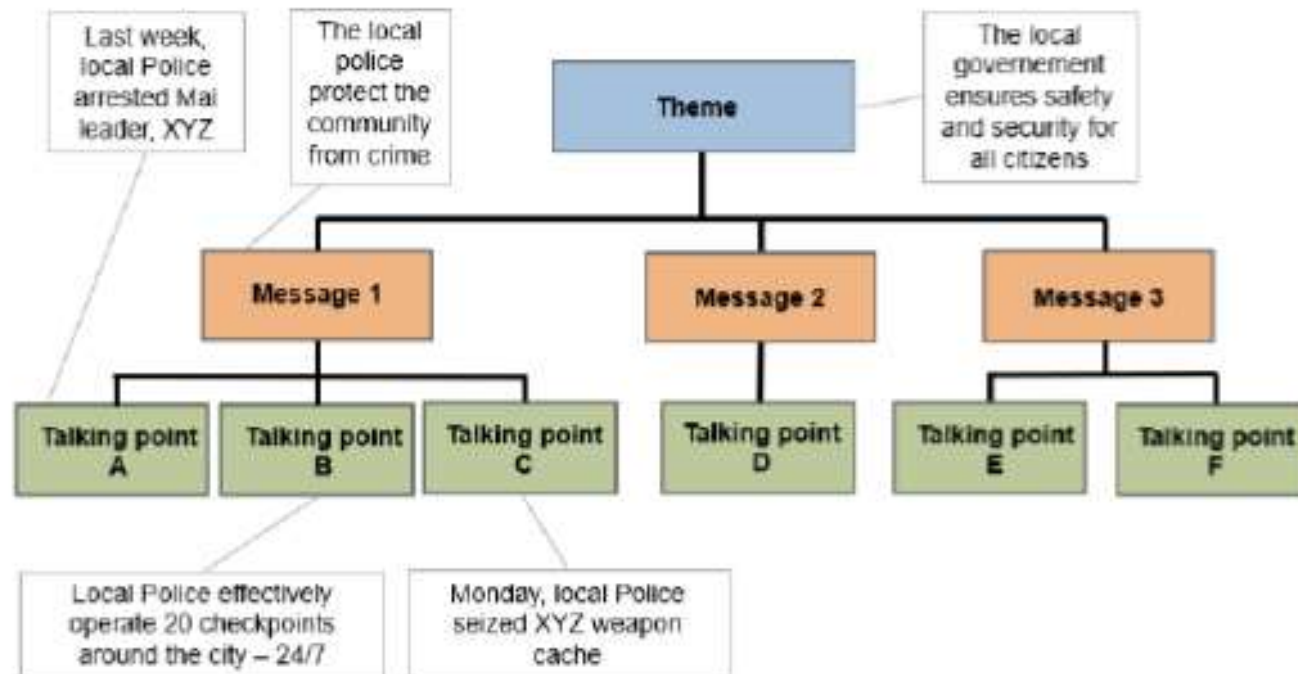 Last week,
local Police
arrested Mai
leader, XYZ
The local
police
protect the
community
from crime
Theme
The local
governement
ensures safety
and security for
all citizens
Message 1
Message 2
Message 3
Talking point
A
Talking point
B
Talking point
C
Talking point
D
Talking point
E
Talking point
F
Local Police effectively
operate 20 checkpoints
around the city – 24/7
Monday, local Police
seized XYZ weapon
cache